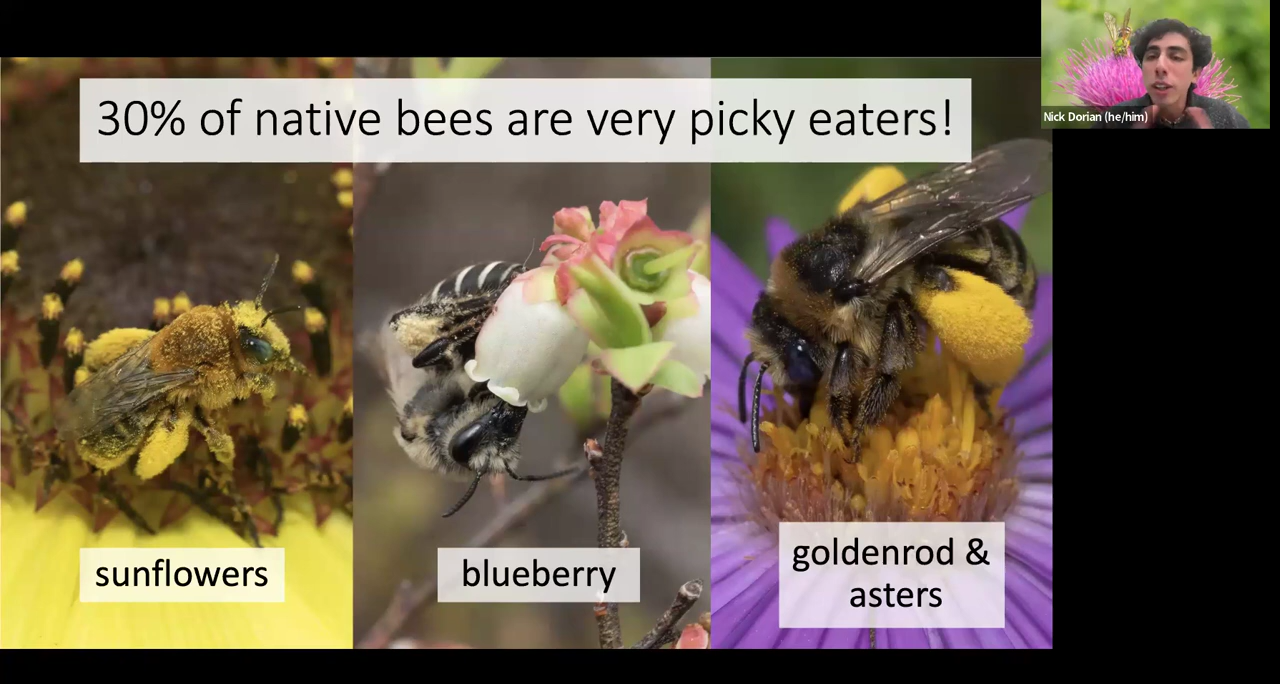 30% of native bees are very picky eaters!
Nick Dorian (he/him)
sunflowers
blueberry
goldenrod &
asters